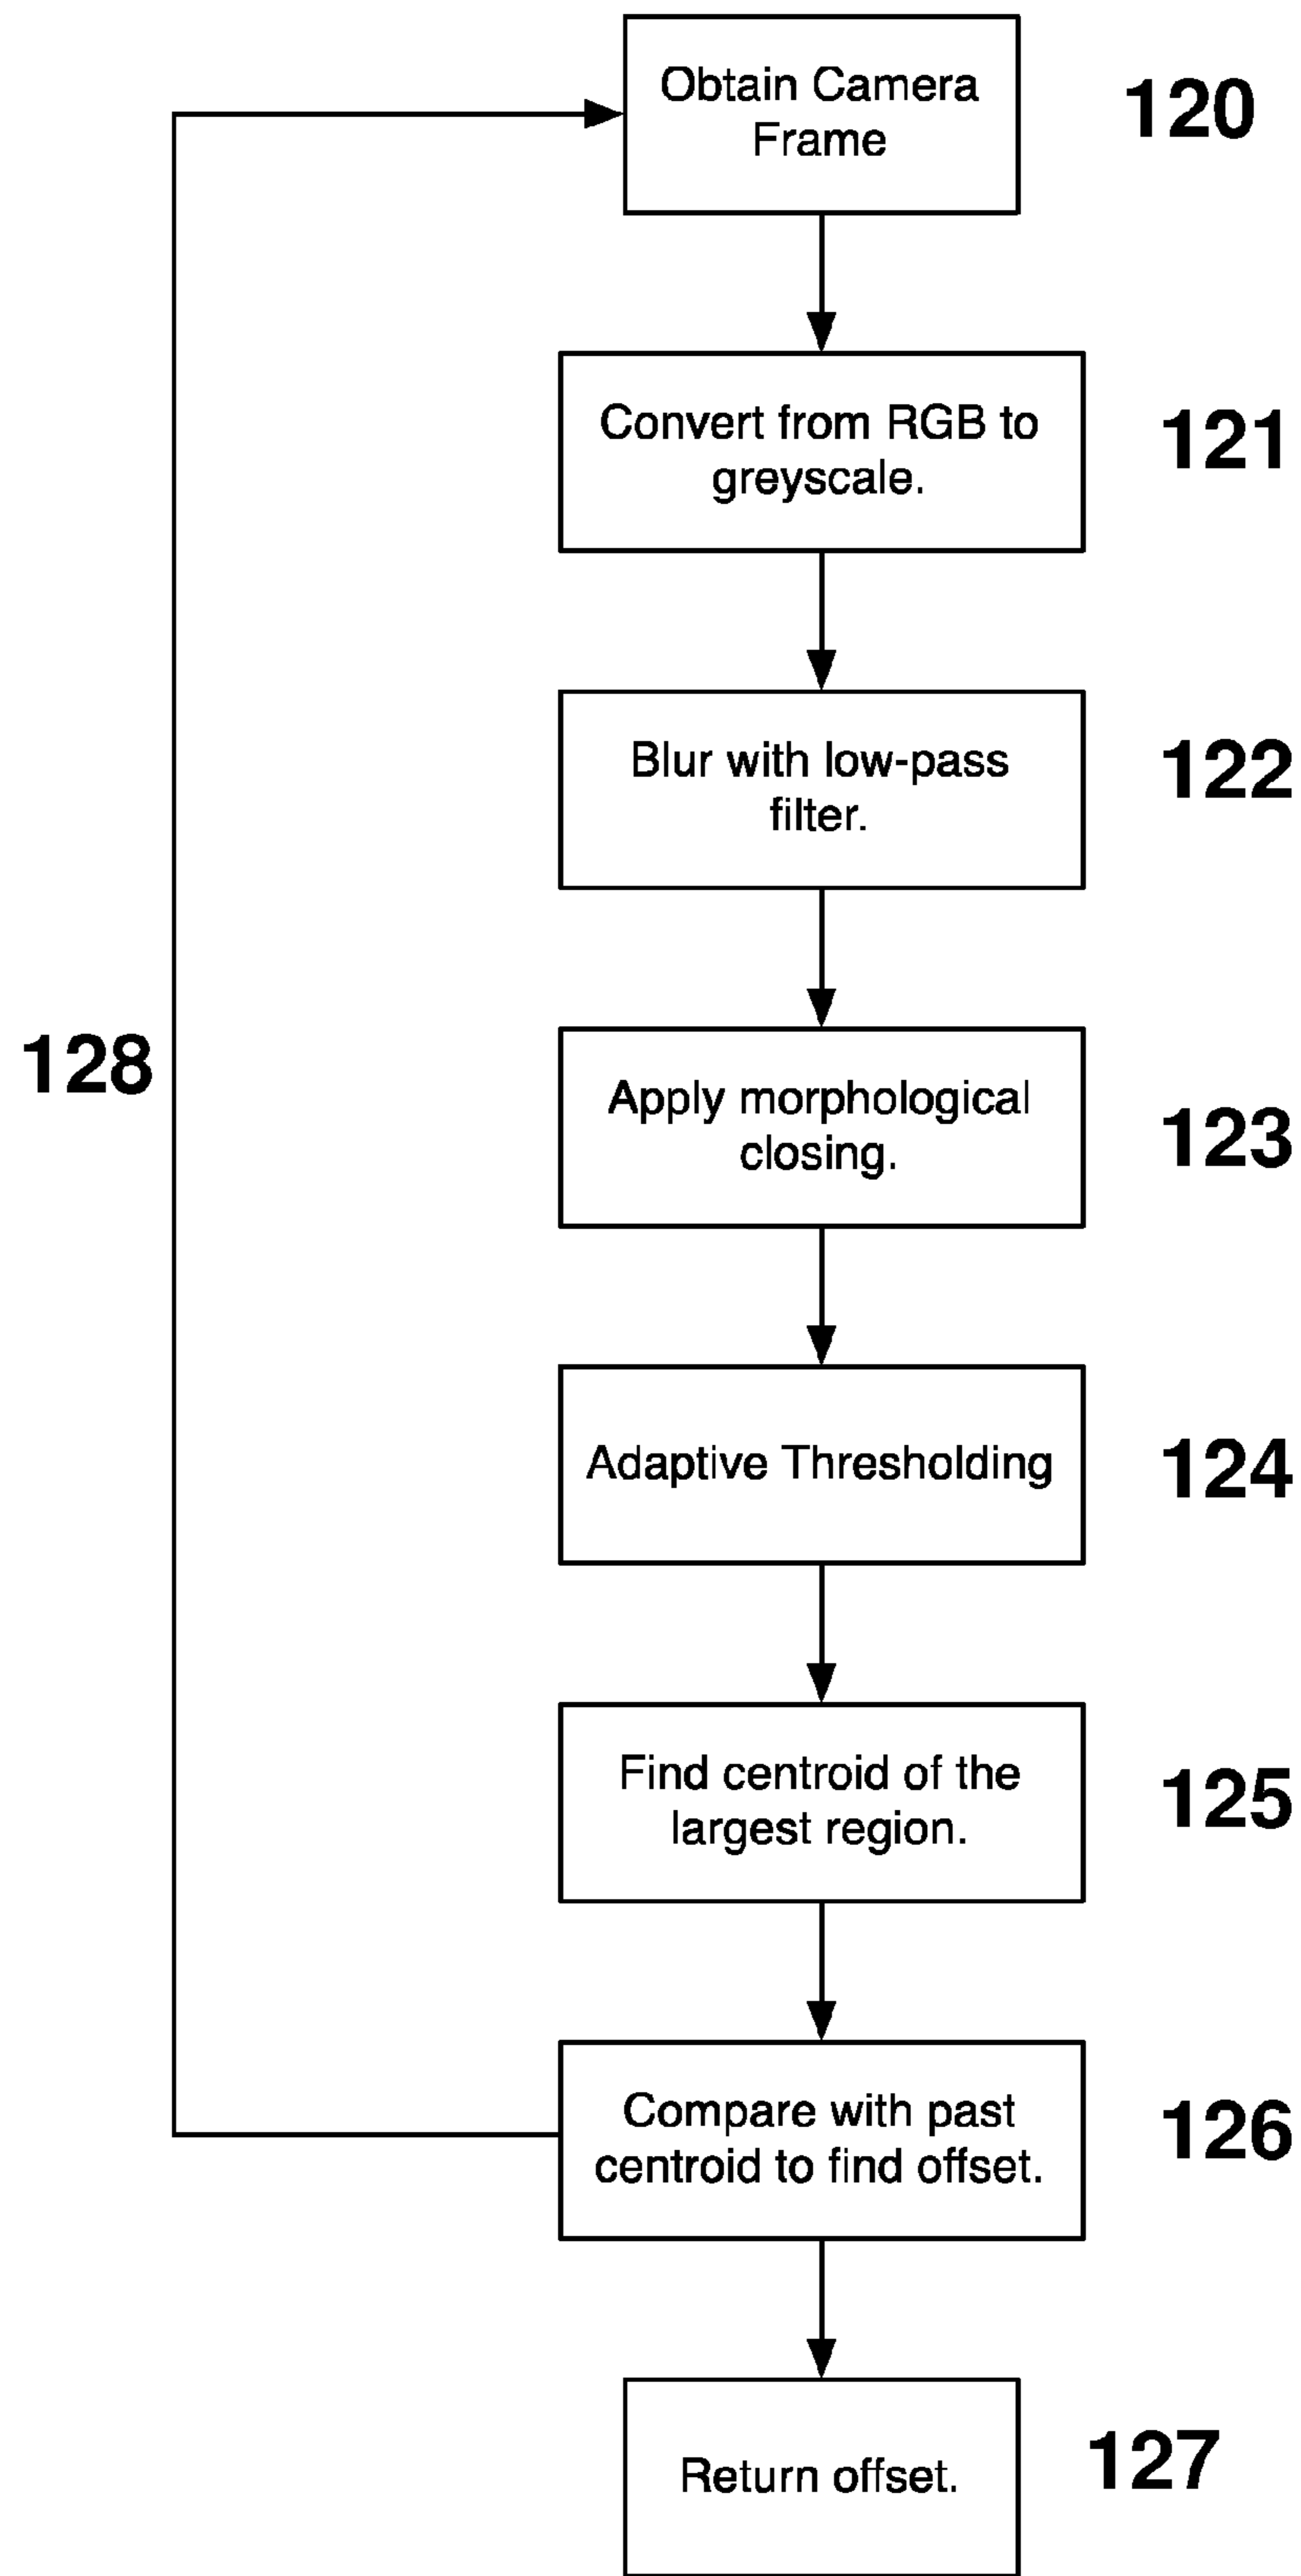 Obtain Camera
Frame
120
Convert from RGB to
greyscale.
121
Blur with low-pass
filter.
122
128
Apply morphological
closing.
123
Adaptive Thresholding
124
Find centroid of the
largest region.
125
Compare with past
centroid to find offset.
126
Return offset.
127